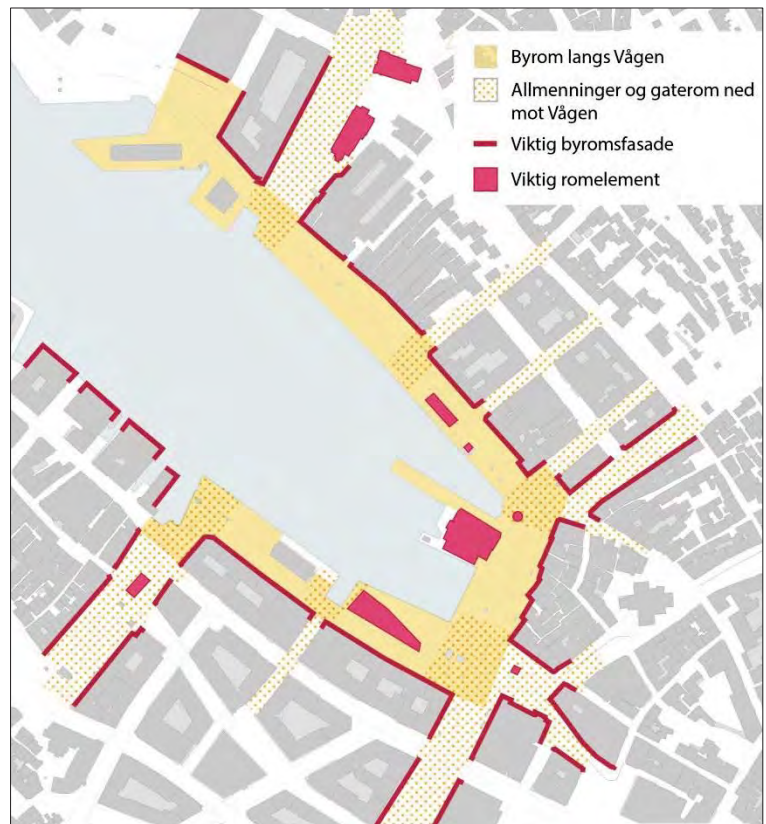 Byrom langs Vågen
Allmenninger og gaterom ned
mot Vågen
Viktig byromsfasade
Viktig romelement